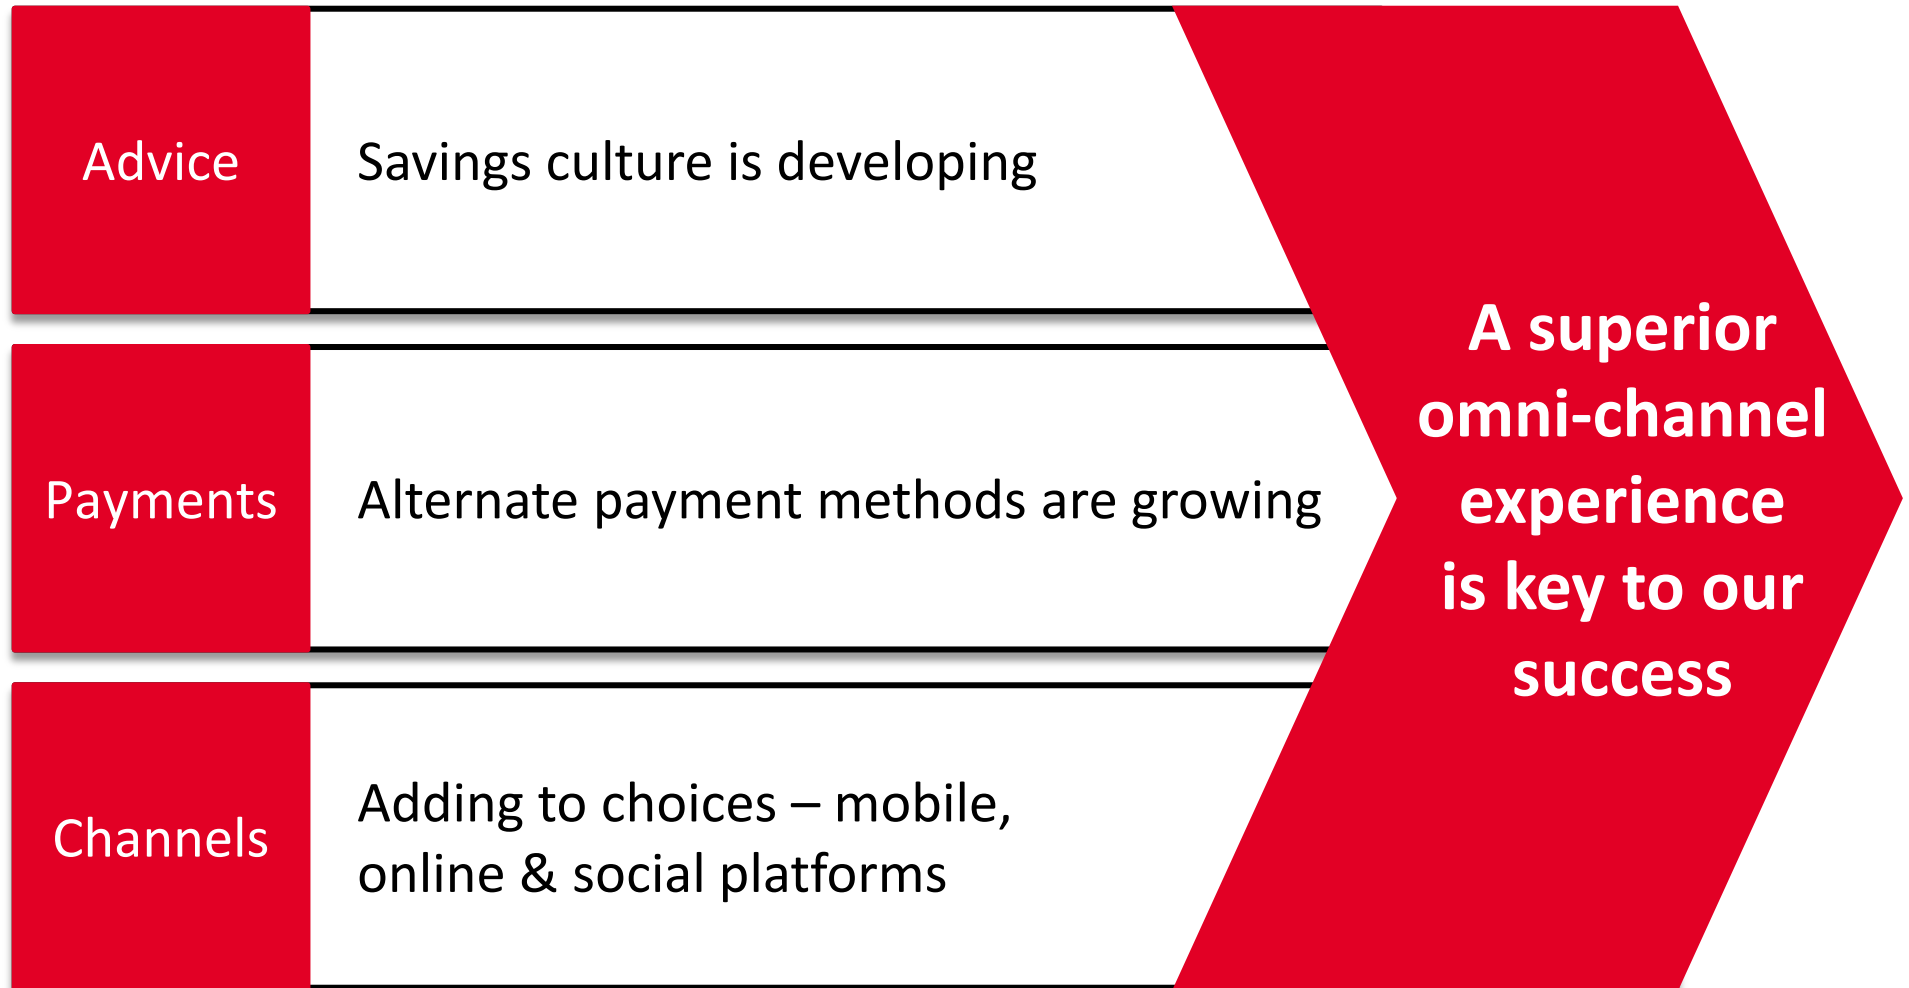 Advice
Savings culture is developing
Payments
Alternate payment methods are growing
Channels
Adding to choices – mobile,
online & social platforms
A superior
omni-channel
experience
is key to our
success